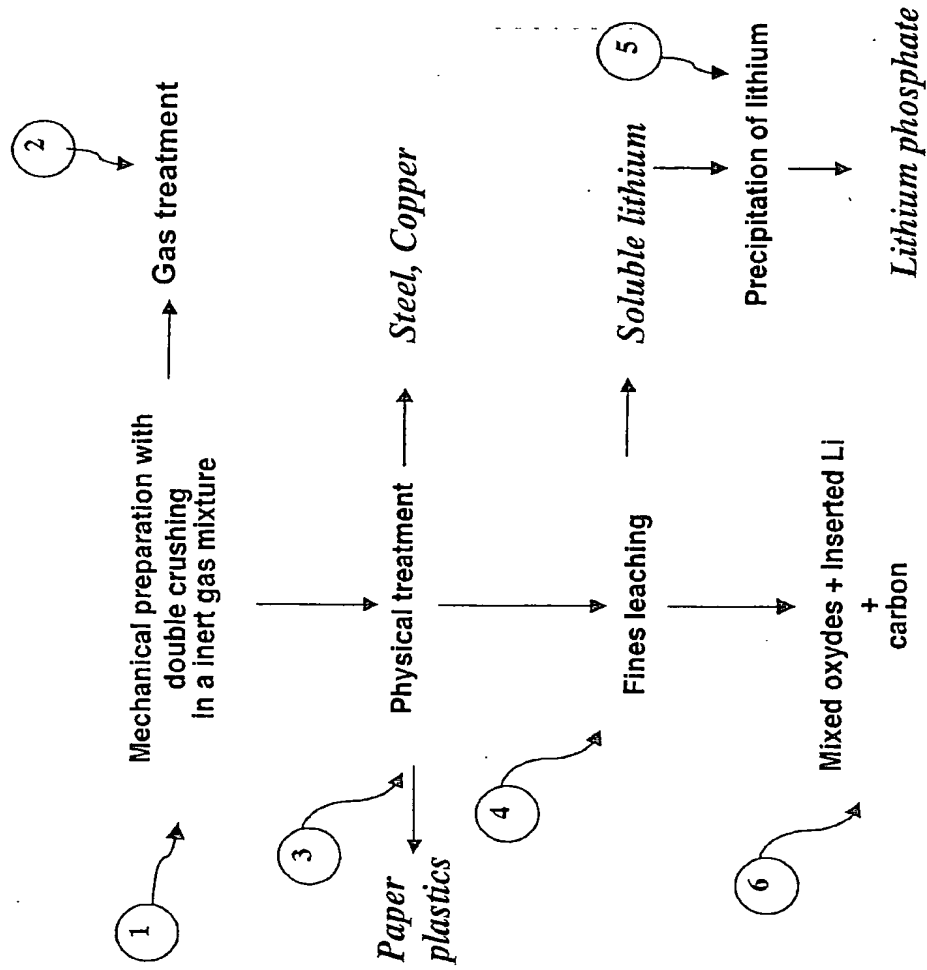 2
Gas treatment
1
Mechanical preparation with
double crushing
In a inert gas mixture
3
Paper
plastics
Physical treatment
Steel, Copper
4
Fines leaching
Soluble lithium
5
Precipitation of lithium
Lithium phosphate
6
Mixed oxydes + Inserted Li
+
carbon